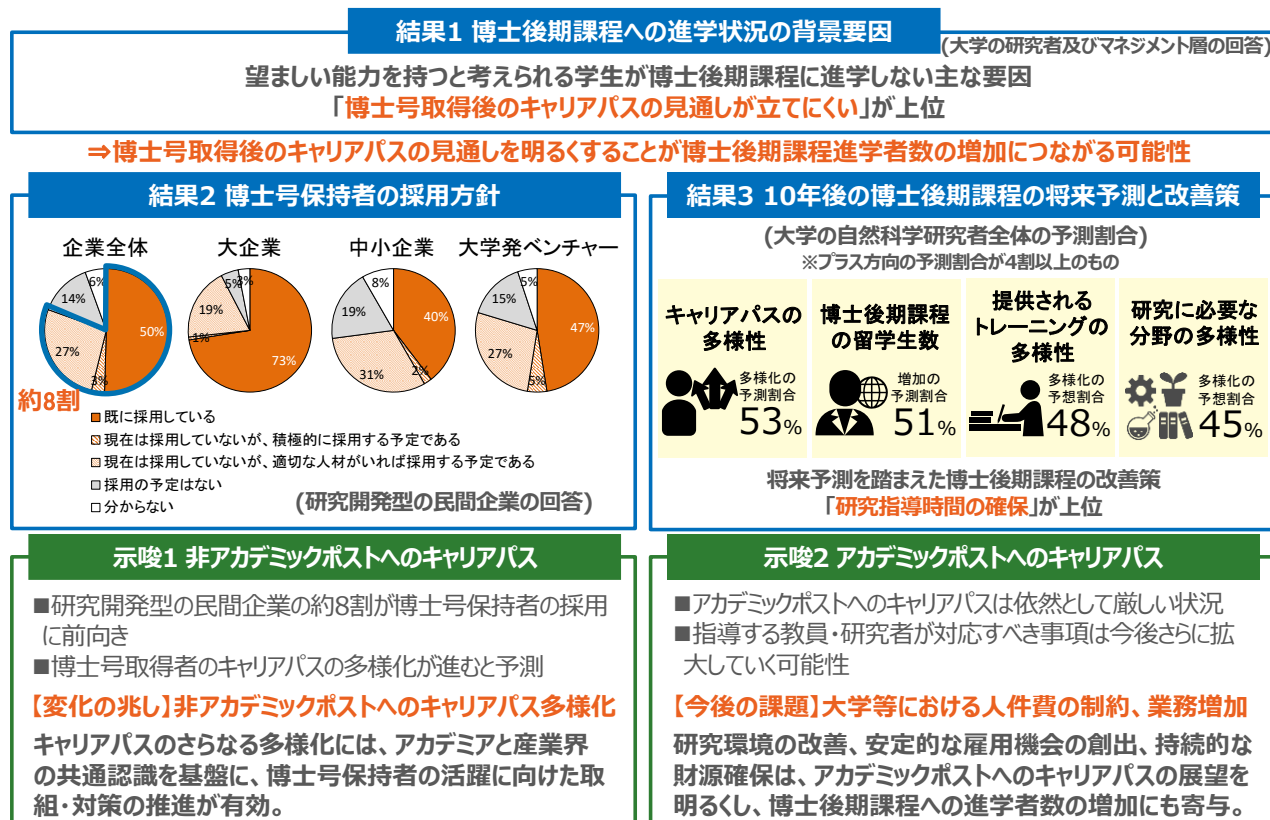 結果1 博士後期課程への進学状況の背景要因
(大学の研究者及びマネジメント層の回答)
望ましい能力を持つと考えられる学生が博士後期課程に進学しない主な要因
「博士号取得後のキャリアパスの見通しが立てにくい」が上位
⇒博士号取得後のキャリアパスの見通しを明るくすることが博士後期課程進学者数の増加につながる可能性
結果2 博士号保持者の採用方針
企業全体
大企業
中小企業
大学発ベンチャー
6%
14%
50%
27%
3%
約8割
5%
3%
19%
1%
73%
8%
19%
40%
31%
2%
5%
15%
47%
27%
5%
■既に採用している
現在は採用していないが、積極的に採用する予定である
現在は採用していないが、適切な人材がいれば採用する予定である
採用の予定はない
□分からない
(研究開発型の民間企業の回答)
結果3 10年後の博士後期課程の将来予測と改善策
(大学の自然科学研究者全体の予測割合)
※プラス方向の予測割合が4割以上のもの
キャリアパスの
多様性
多様化の
予測割合
53%
博士後期課程
の留学生数
増加の
予測割合
51%
提供される
トレーニングの
多様性
多様化の
予想割合
48%
研究に必要な
分野の多様性
多様化の
予想割合
45%
将来予測を踏まえた博士後期課程の改善策
「研究指導時間の確保」が上位
示唆1 非アカデミックポストへのキャリアパス
■研究開発型の民間企業の約8割が博士号保持者の採用
に前向き
■博士号取得者のキャリアパスの多様化が進むと予測
【変化の兆し】非アカデミックポストへのキャリアパス多様化
キャリアパスのさらなる多様化には、アカデミアと産業界
の共通認識を基盤に、博士号保持者の活躍に向けた取
組・対策の推進が有効。
示唆2 アカデミックポストへのキャリアパス
■アカデミックポストへのキャリアパスは依然として厳しい状況
■指導する教員・研究者が対応すべき事項は今後さらに拡
大していく可能性
【今後の課題】大学等における人件費の制約、業務増加
研究環境の改善、安定的な雇用機会の創出、持続的な
財源確保は、アカデミックポストへのキャリアパスの展望を
明るくし、博士後期課程への進学者数の増加にも寄与。